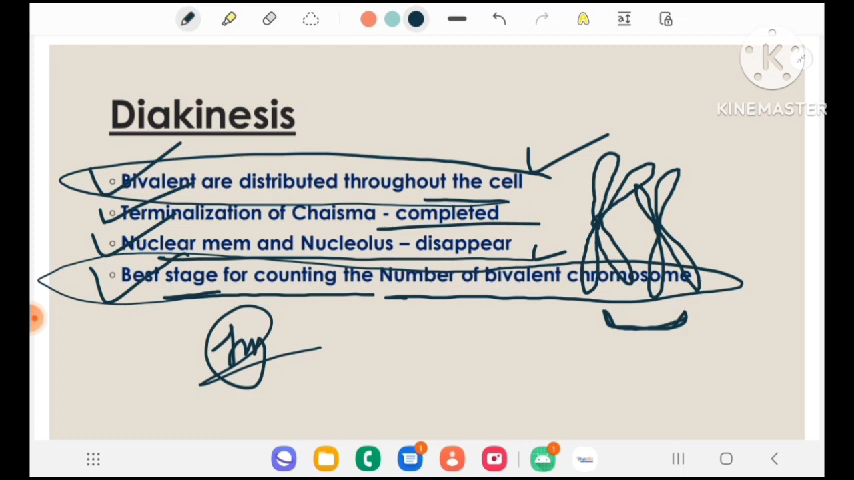 KINEMASTER
Diakinesis
Bivalent are distributed throughout the cell
Terminalization of Chaisma - completed
Nuclear mem and Nucleolus – disappear
Best stage for counting the Number of bivalent chromosome